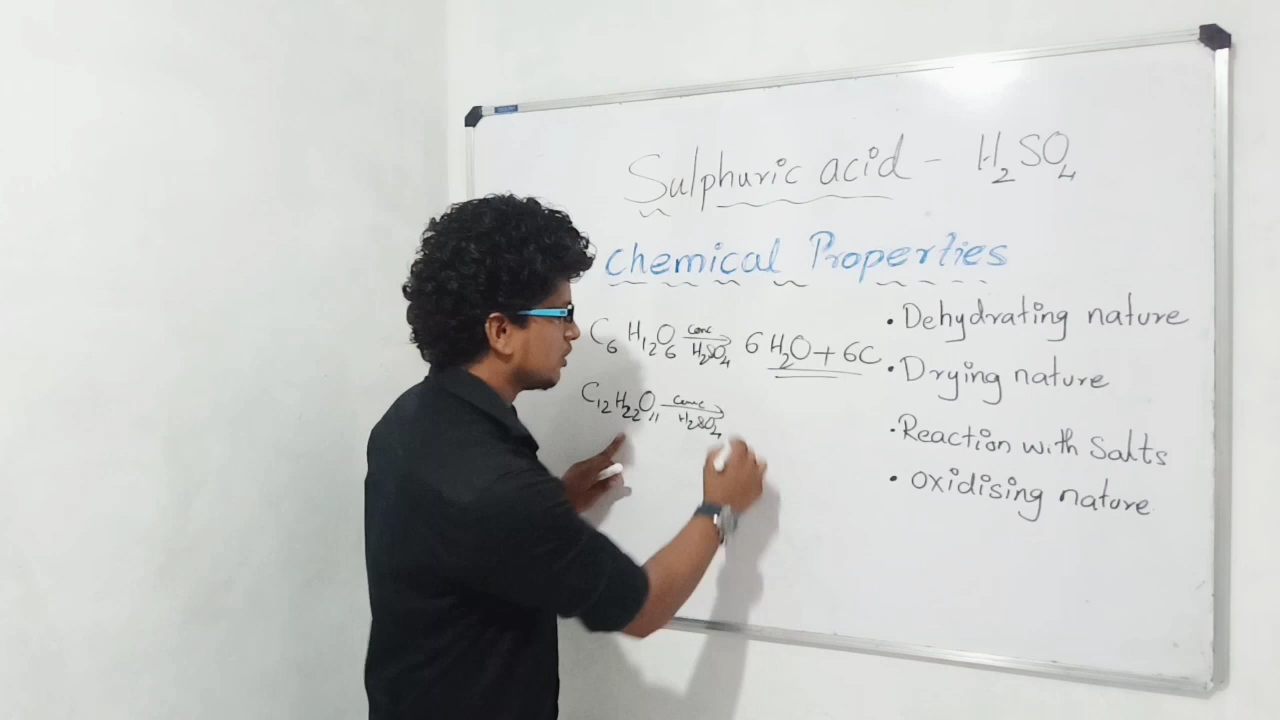 Sulphuric acid - H₂SO₄
Chemical Properties
C₆H₁₂O₆ conc H₂SO₄ → 6H₂O + 6C
C₁₂H₂₂O₁₁ conc H₂SO₄ →
• Dehydrating nature
• Drying nature
• Reaction with Salts
• Oxidising nature